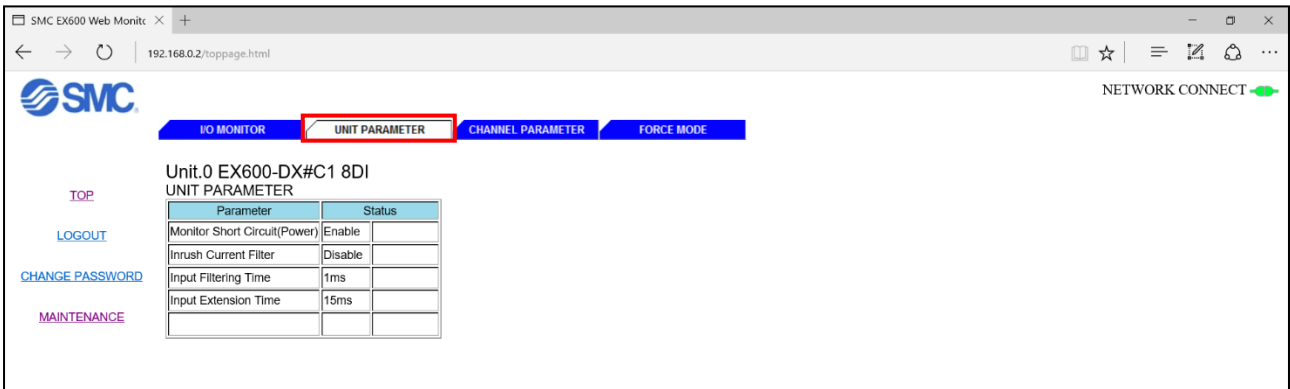 SMC EX600 Web Monitc
192.168.0.2/toppage.html
SMC.
NETWORK CONNECT
I/O MONITOR UNIT PARAMETER CHANNEL PARAMETER FORCE MODE
Unit.0 EX600-DX#C1 8DI
UNIT PARAMETER
TOP
LOGOUT
CHANGE PASSWORD
MAINTENANCE
Parameter Status
Monitor Short Circuit(Power) Enable
Inrush Current Filter Disable
Input Filtering Time 1ms
Input Extension Time 15ms